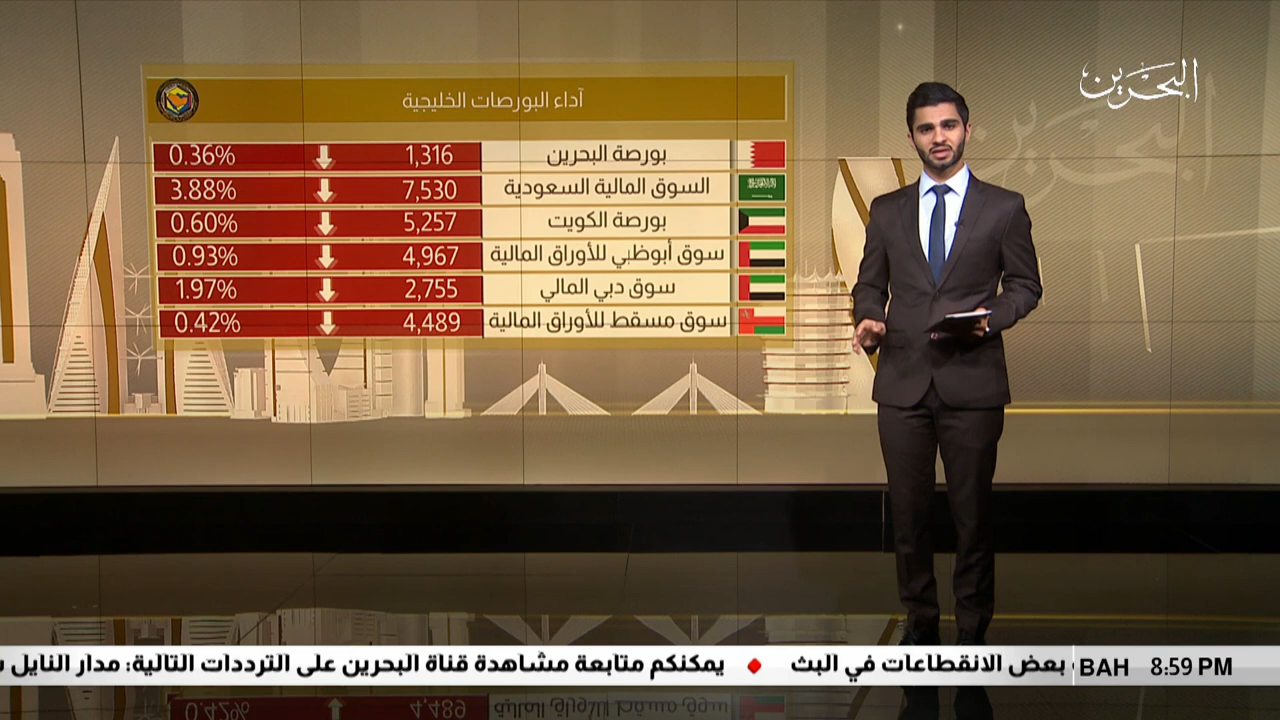 البحرين
آداء البورصات الخليجية
بورصة البحرين 1,316 0.36%
السوق المالية السعودية 7,530 3.88%
بورصة الكويت 5,257 0.60%
سوق أبوظبي للأوراق المالية 4,967 0.93%
سوق دبي المالي 2,755 1.97%
سوق مسقط للأوراق المالية 4,489 0.42%
بعض الانقطاعات في البث
يمكنكم متابعة مشاهدة قناة البحرين على الترددات التالية: مدار النايل
BAH 8:59 PM